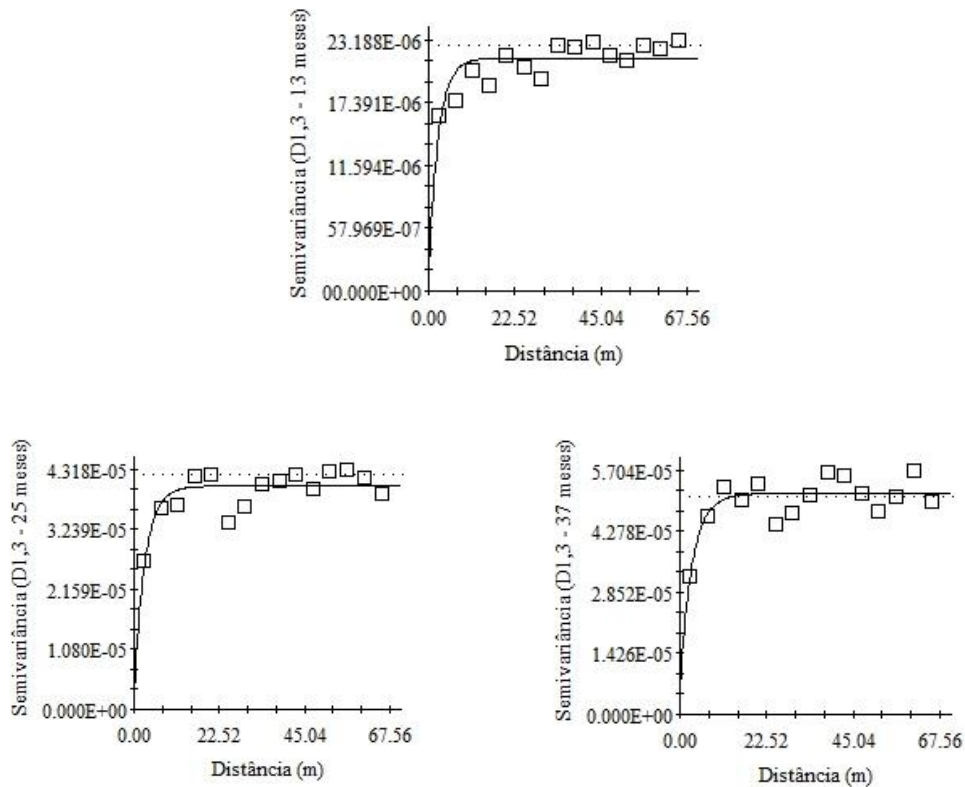 Semivariância (D1,3 - 13 meses)
23.188E-06
17.391E-06
11.594E-06
57.969E-07
00.000E+00
0.00 22.52 45.04 67.56
Distância (m)
Semivariância (D1,3 - 25 meses)
4.318E-05
3.239E-05
2.159E-05
1.080E-05
0.000E+00
0.00 22.52 45.04 67.56
Distância (m)
Semivariância (D1,3 - 37 meses)
5.704E-05
4.278E-05
2.852E-05
1.426E-05
0.000E+00
0.00 22.52 45.04 67.56
Distância (m)